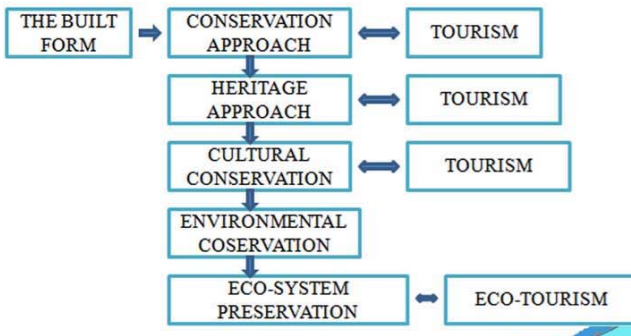 THE BUILT
FORM
CONSERVATION
APPROACH
TOURISM
HERITAGE
APPROACH
TOURISM
CULTURAL
CONSERVATION
TOURISM
ENVIRONMENTAL
COSERVATION
ECO-SYSTEM
PRESERVATION
ECO-TOURISM